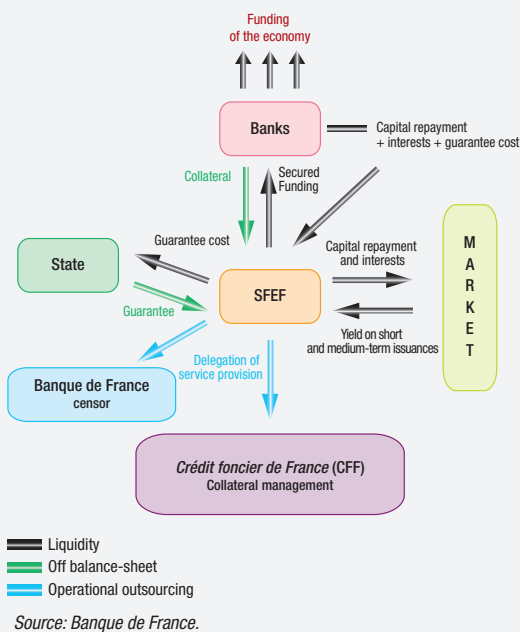 Funding
of the economy
Banks
Capital repayment
+ interests + guarantee cost
Collateral
Secured
Funding
Guarantee cost
Capital repayment
and interests
State
SFEF
M
A
R
K
E
T
Guarantee
Yield on short
and medium-term issuances
Banque de France
censor
Delegation of
service provision
Crédit foncier de France (CFF)
Collateral management
Liquidity
Off balance-sheet
Operational outsourcing
Source: Banque de France.